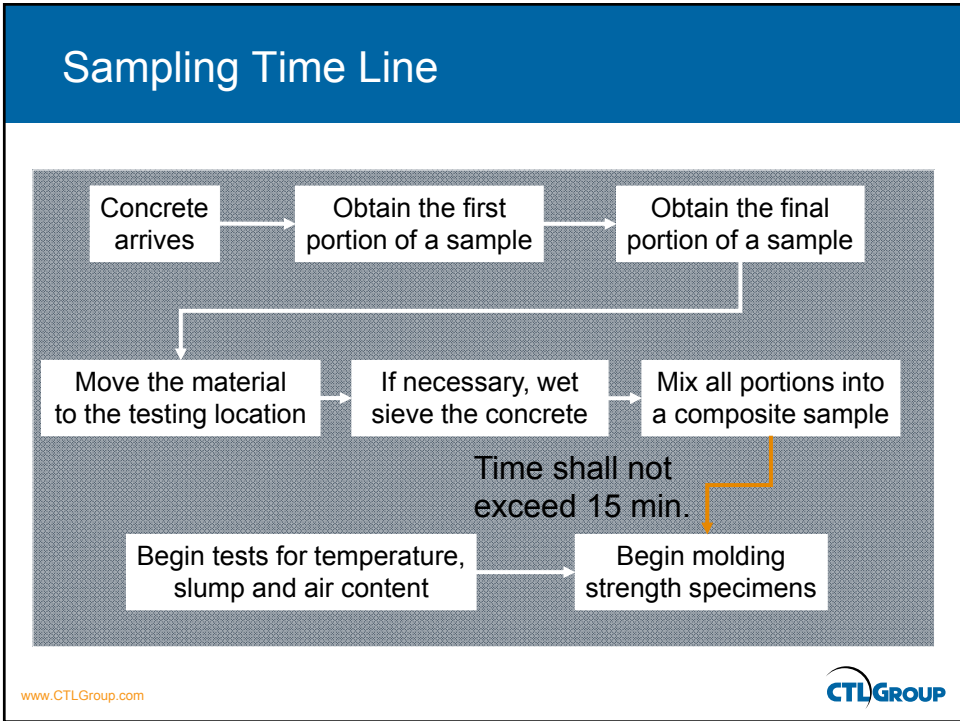 Sampling Time Line
Concrete
arrives
Obtain the first
portion of a sample
Obtain the final
portion of a sample
Move the material
to the testing location
If necessary, wet
sieve the concrete
Mix all portions into
a composite sample
Time shall not
exceed 15 min.
Begin tests for temperature,
slump and air content
Begin molding
strength specimens
www.CTLGroup.com
CTLGROUP